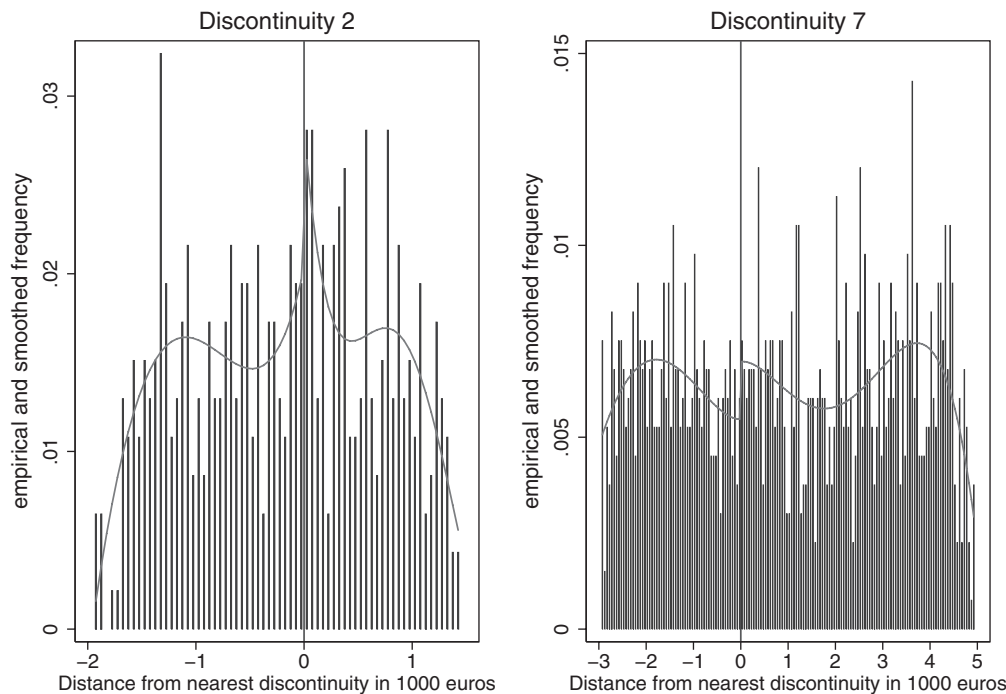 Discontinuity 2
empirical and smoothed frequency
.03
.02
.01
0
−2 −1 0 1
Distance from nearest discontinuity in 1000 euros
Discontinuity 7
empirical and smoothed frequency
.015
.01
.005
0
−3 −2 −1 0 1 2 3 4 5
Distance from nearest discontinuity in 1000 euros